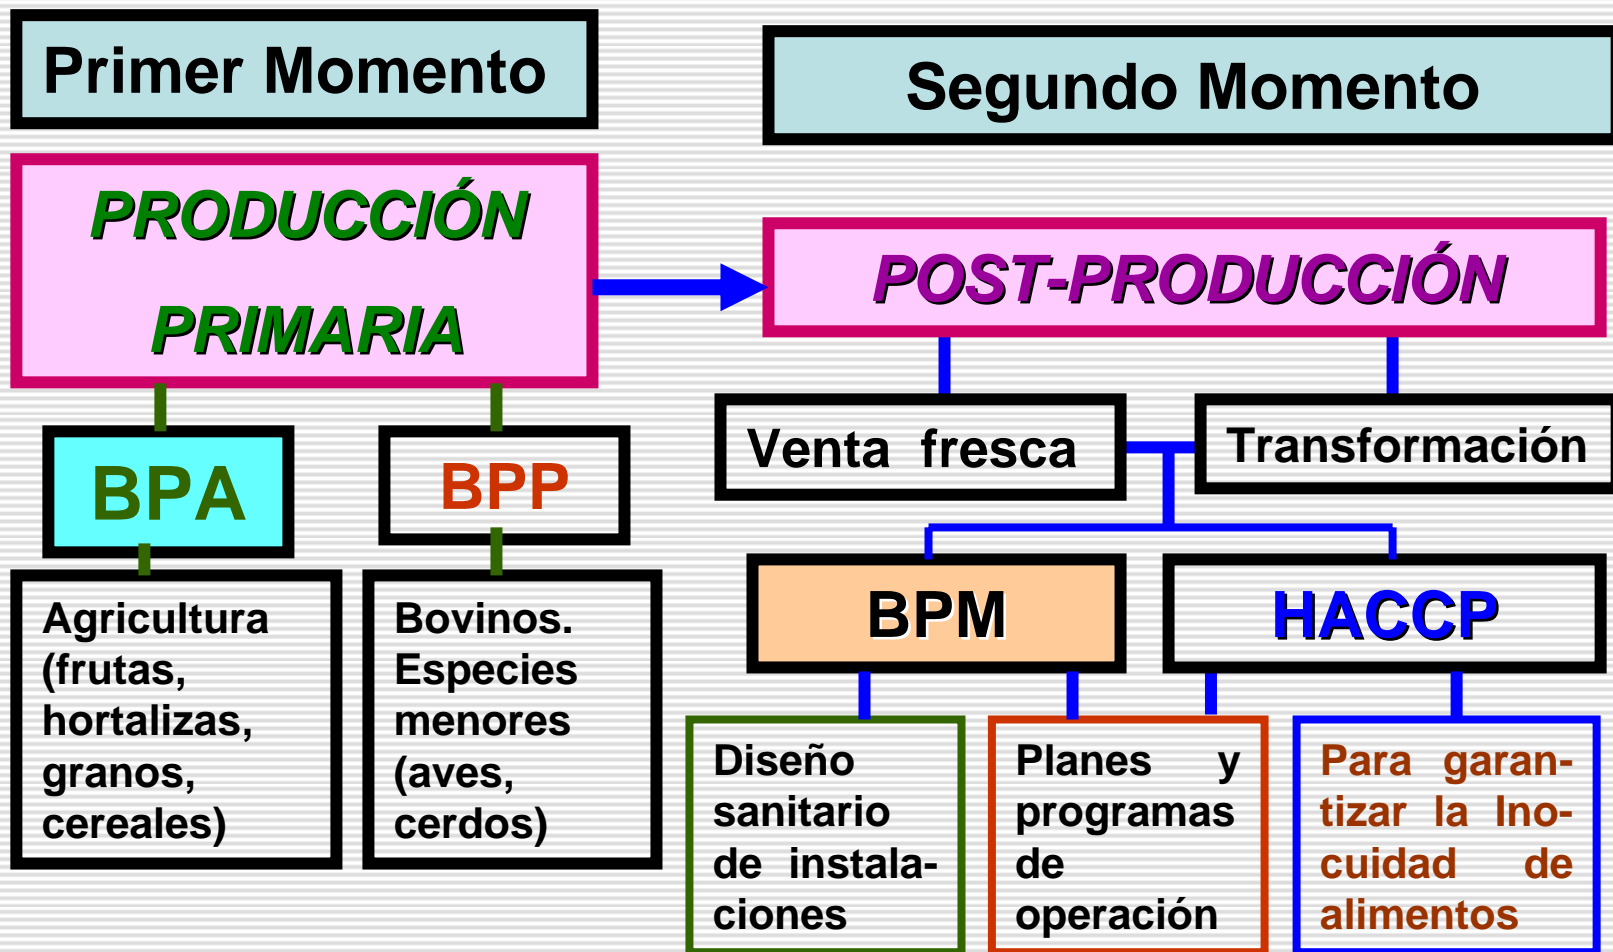 Primer Momento
Segundo Momento
PRODUCCIÓN
PRIMARIA
POST-PRODUCCIÓN
BPA
BPP
Venta fresca
Transformación
Agricultura
(frutas,
hortalizas,
granos,
cereales)
Bovinos.
Especies
menores
(aves,
cerdos)
BPM
HACCP
Diseño
sanitario
de instala-
ciones
Planes y
programas
de
operación
Para garan-
tizar la Ino-
cuidad de
alimentos